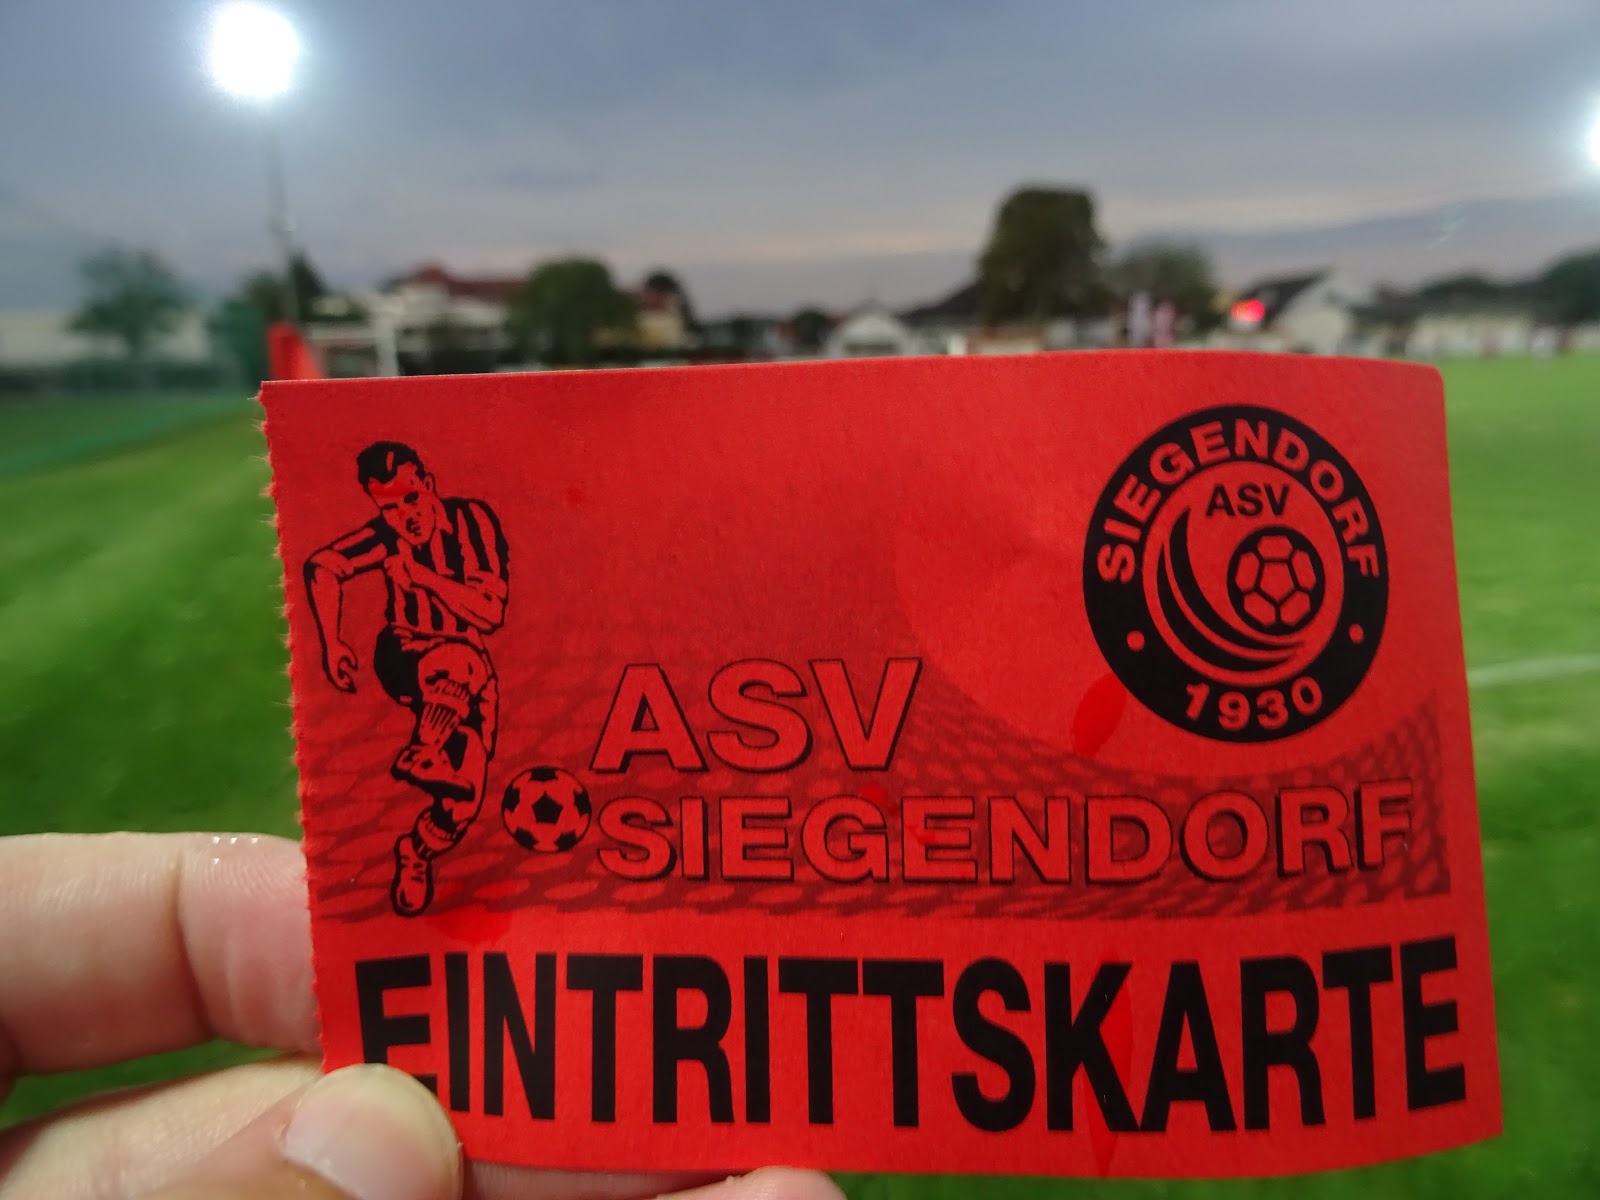 SIEGENDORF
ASV
1930
ASV
SIEGENDORF
EINTRITTSKARTE